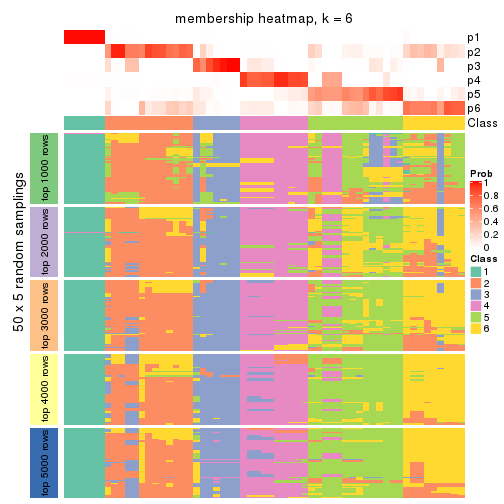 membership heatmap, k = 6
p1
p2
p3
p4
p5
p6
Class
50 x 5 random samplings
top 1000 rows
top 2000 rows
top 3000 rows
top 4000 rows
top 5000 rows
Prob
1
0.8
0.6
0.4
0.2
0
Class
1
2
3
4
5
6